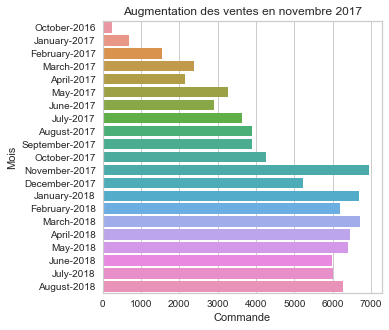 Augmentation des ventes en novembre 2017
Mois
October-2016
January-2017
February-2017
March-2017
April-2017
May-2017
June-2017
July-2017
August-2017
September-2017
October-2017
November-2017
December-2017
January-2018
February-2018
March-2018
April-2018
May-2018
June-2018
July-2018
August-2018
0 1000 2000 3000 4000 5000 6000 7000
Commande